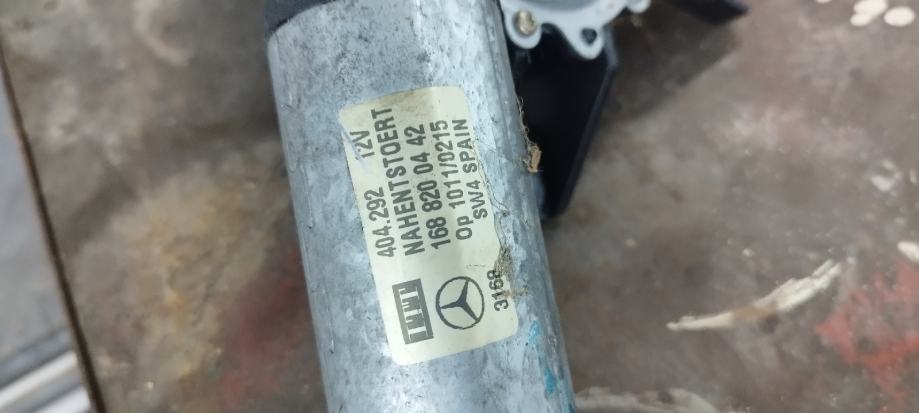 404.292 12V
NAHENTSTOERT
168 820 04 42
Op 1011/0215
SW4 SPAIN
3168